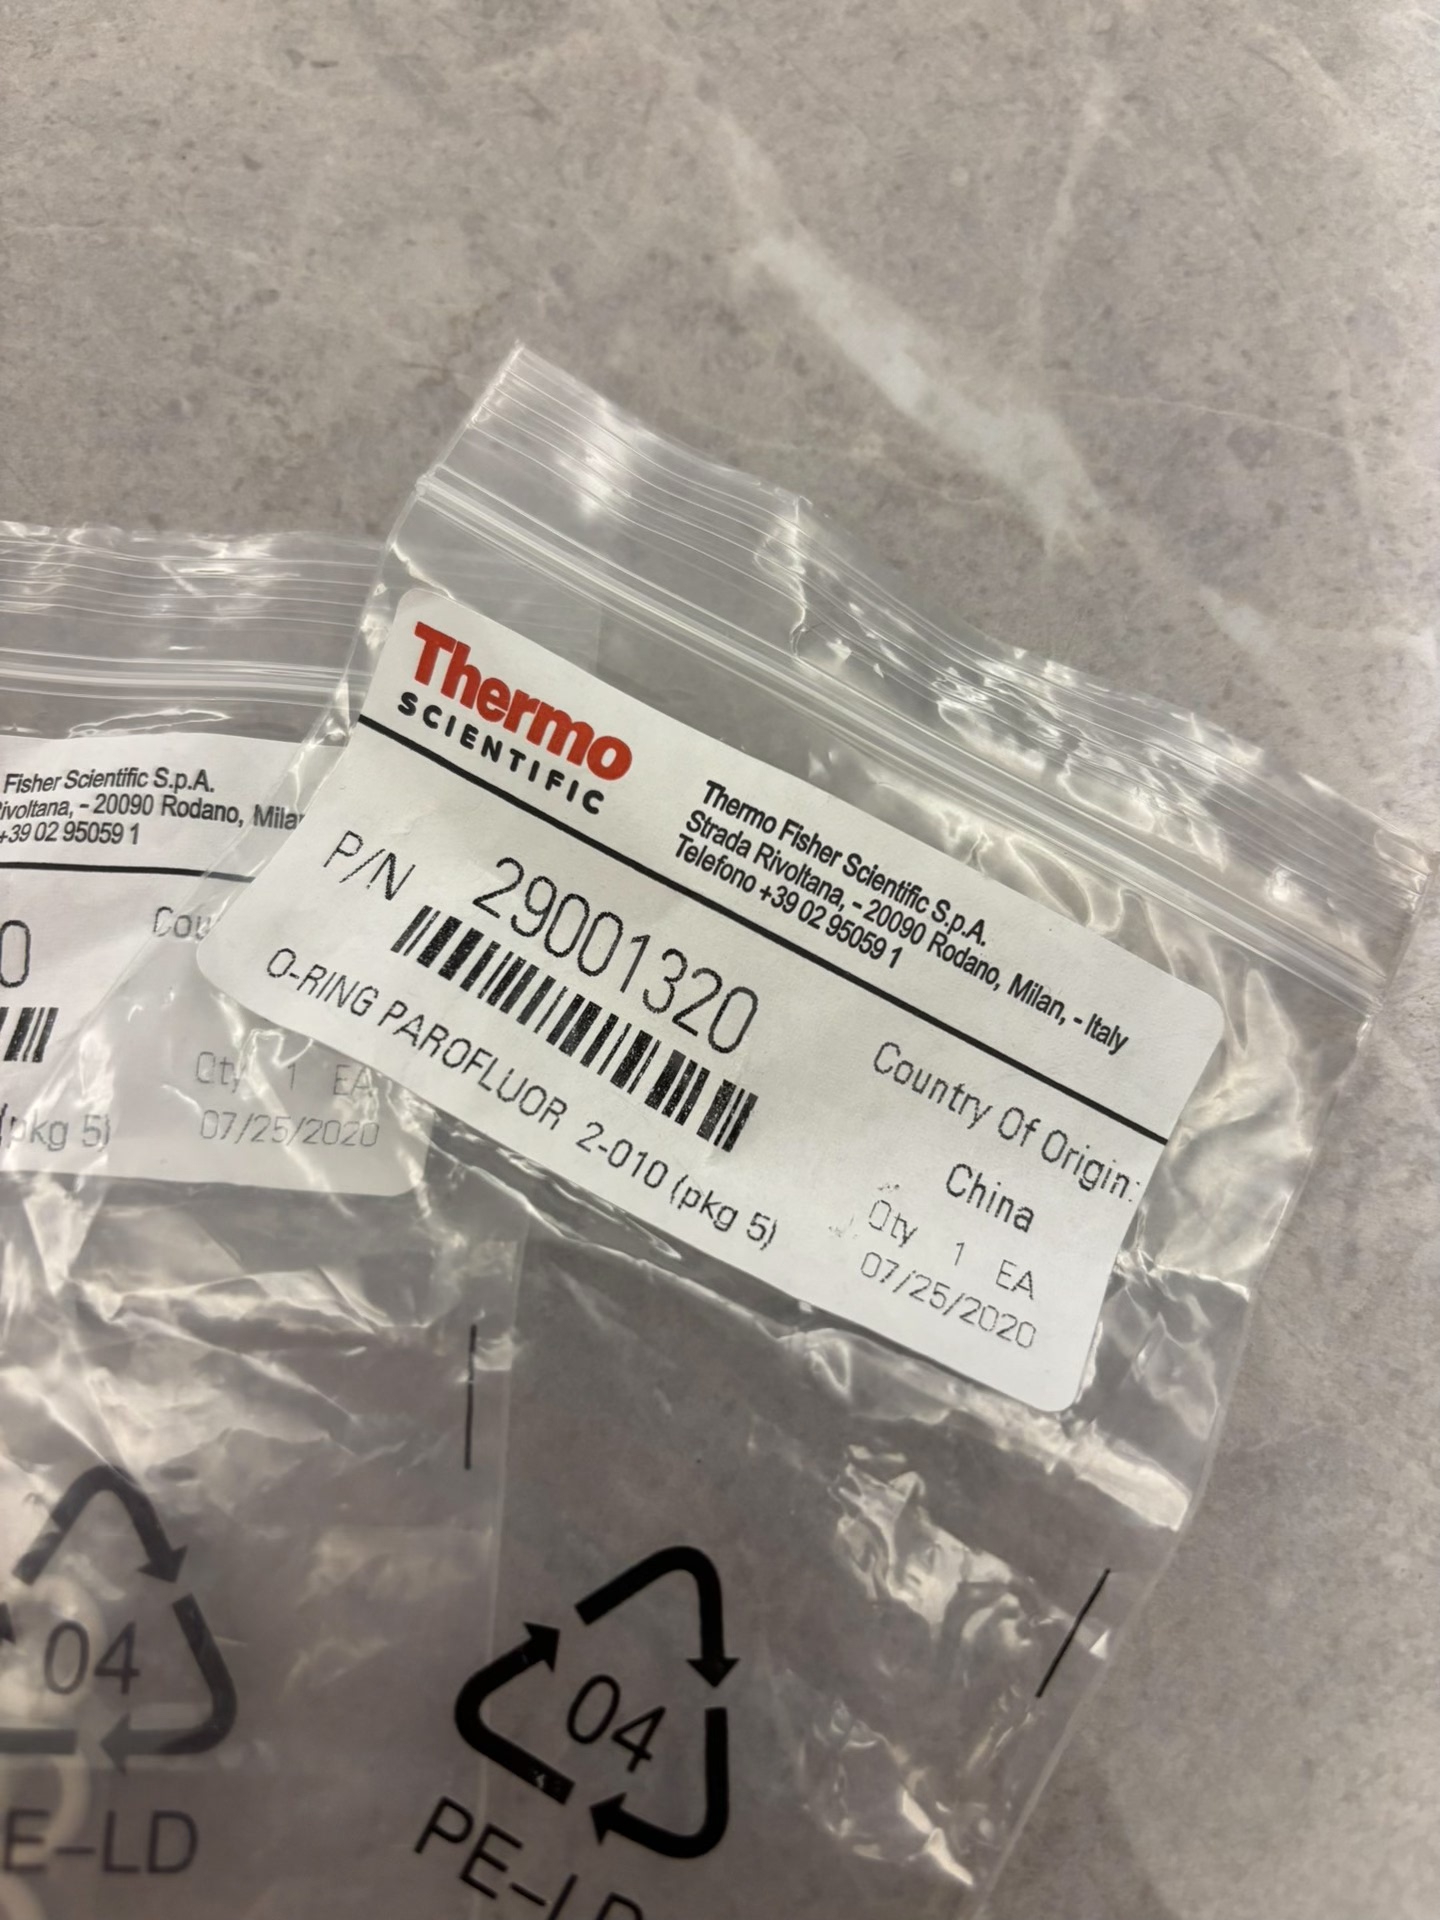 Thermo
SCIENTIFIC
Thermo Fisher Scientific S.p.A.
Strada Rivoltana, - 20090 Rodano, Milan, - Italy
Telefono +39 02 95059 1
P/N 29001320
Country Of Origin:
China
O-RING PAROFLUOR 2-010 (pkg 5)
Qty 1 EA
07/25/2020
04
PE-LD
Fisher Scientific S.p.A.
- 20090 Rodano,
+39 02 95059 1
0
Qty 1 EA
(pkg 5)
07/25/2020
04
E-LD